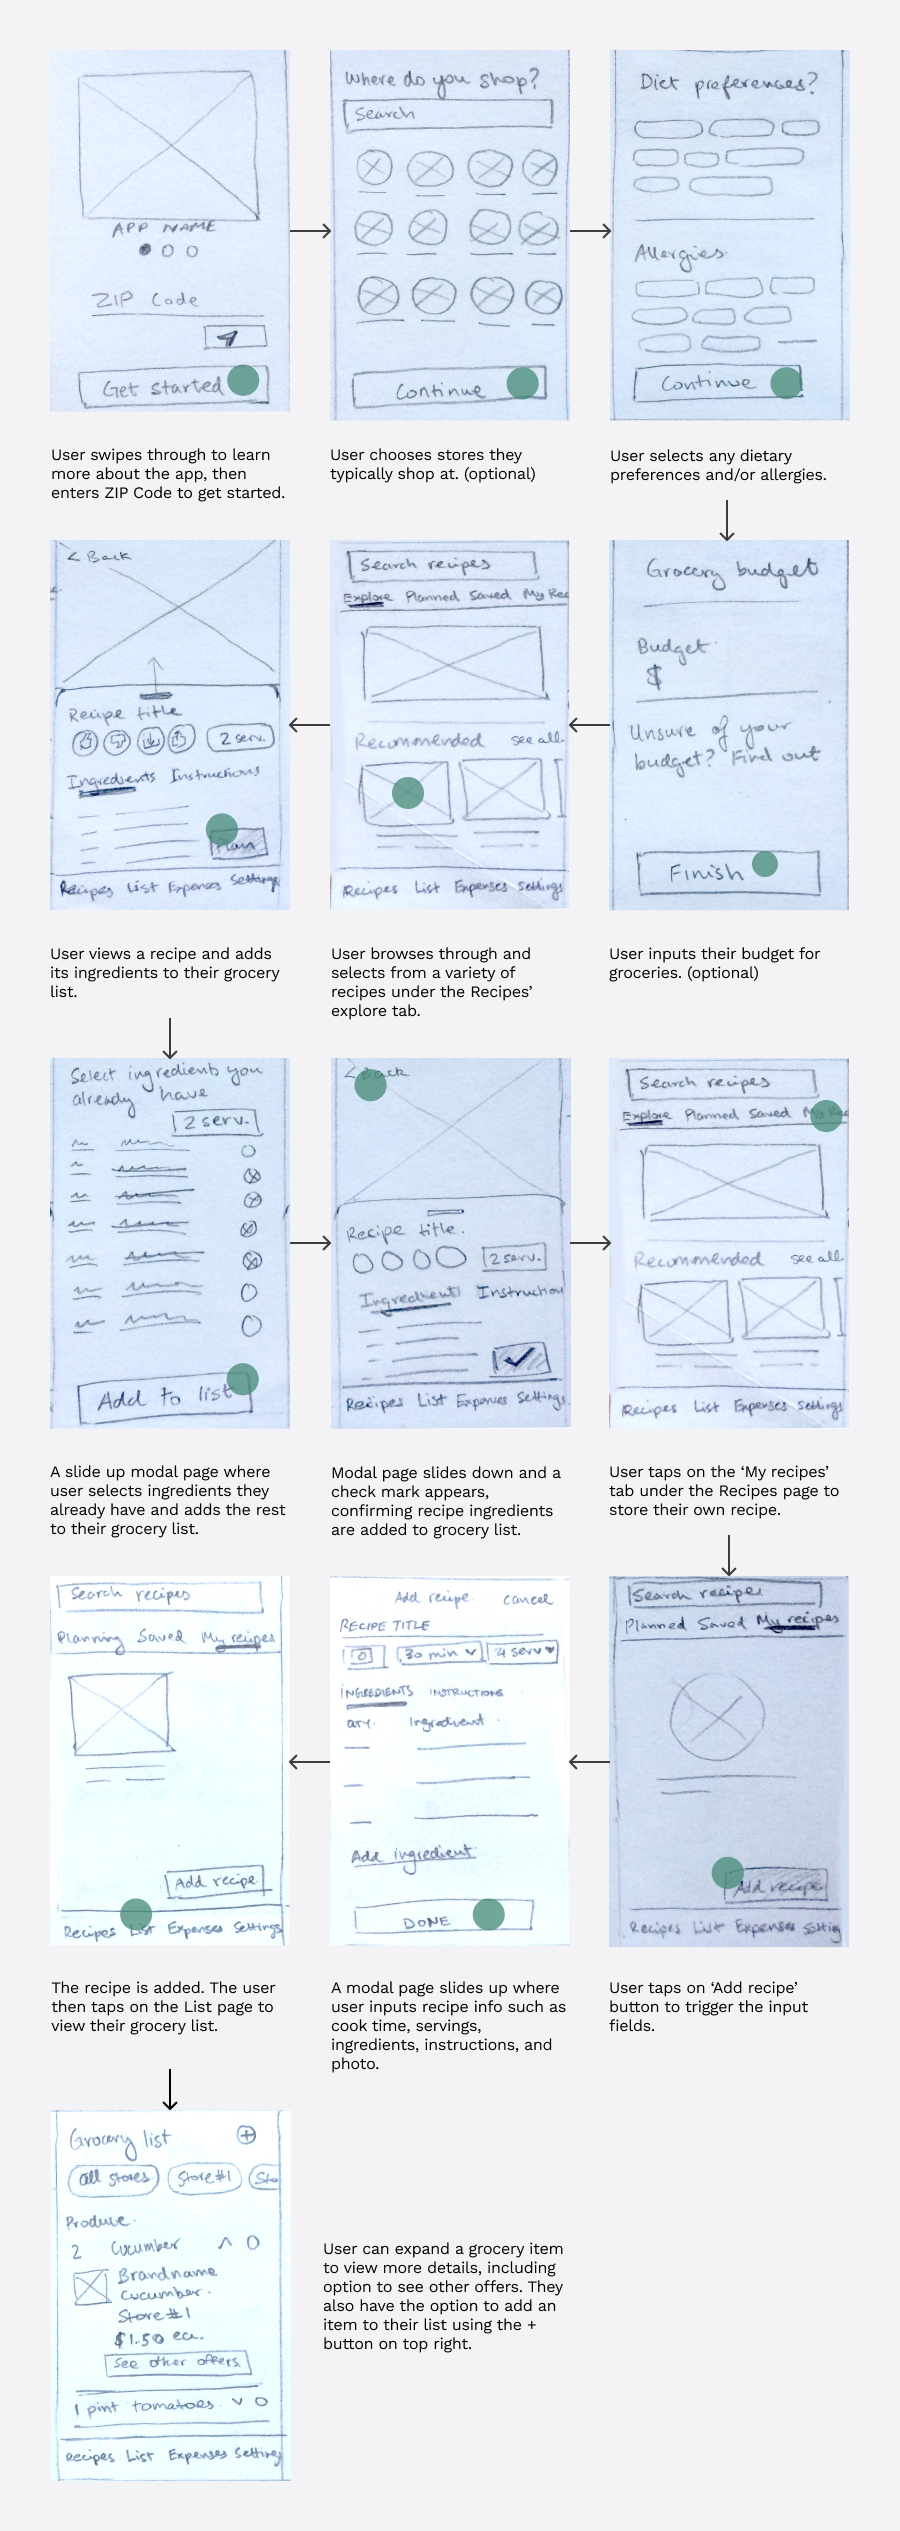 APP NAME
ZIP Code
Get started
User swipes through to learn
more about the app, then
enters ZIP Code to get started.
Where do you shop?
Search
Continue
User chooses stores they
typically shop at. (optional)
Diet preferences?
Allergies
Continue
User selects any dietary
preferences and/or allergies.
Grocery budget
Budget
$
Unsure of your
budget? Find out
Finish
User inputs their budget for
groceries. (optional)
Search recipes
Explore Planned Saved My Rec
Recommended see all
Recipes List Expenses Settings
User browses through and
selects from a variety of
recipes under the Recipes’
explore tab.
< Back
Recipe title
2 serv.
Ingredients Instructions
Plan
Recipes List Expenses Settings
User views a recipe and adds
its ingredients to their grocery
list.
Select ingredients you
already have
2 serv.
Add to list
A slide up modal page where
user selects ingredients they
already have and adds the rest
to their grocery list.
< Back
Recipe title.
2 serv.
Ingredients Instruction
Recipes List Expenses Settings
Modal page slides down and a
check mark appears,
confirming recipe ingredients
are added to grocery list.
Search recipes
Explore Planned Saved My Rec
Recommended see all
Recipes List Expenses Settings
User taps on the ‘My recipes’
tab under the Recipes page to
store their own recipe.
Search recipes
Planned Saved My recipes
Add recipe
Recipes List Expenses Setting
User taps on ‘Add recipe’
button to trigger the input
fields.
Add recipe cancel
RECIPE TITLE
30 min 4 serv
INGREDIENTS INSTRUCTIONS
QTY. Ingredient
Add ingredient
DONE
A modal page slides up where
user inputs recipe info such as
cook time, servings,
ingredients, instructions, and
photo.
Search recipes
Planning Saved My recipes
Add recipe
Recipes List Expenses Settings
The recipe is added. The user
then taps on the List page to
view their grocery list.
Grocery list +
all stores Store #1 Sto
Produce.
2 Cucumber
Brandname
Cucumber.
Store #1
$1.50 ea.
See other offers
1 pint tomatoes
Recipes List Expenses Setting
User can expand a grocery item
to view more details, including
option to see other offers. They
also have the option to add an
item to their list using the +
button on top right.